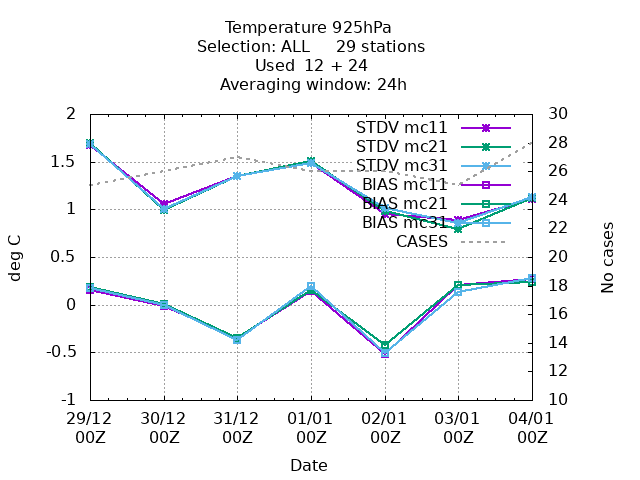 Temperature 925hPa
Selection: ALL     29 stations
Used  12 + 24
Averaging window: 24h
2
1.5
1
0.5
0
-0.5
-1
deg C
30
28
26
24
22
20
18
16
14
12
10
No cases
STDV mc11
STDV mc21
STDV mc31
BIAS mc11
BIAS mc21
BIAS mc31
CASES
29/12 30/12 31/12 01/01 02/01 03/01 04/01
00Z 00Z 00Z 00Z 00Z 00Z 00Z
Date